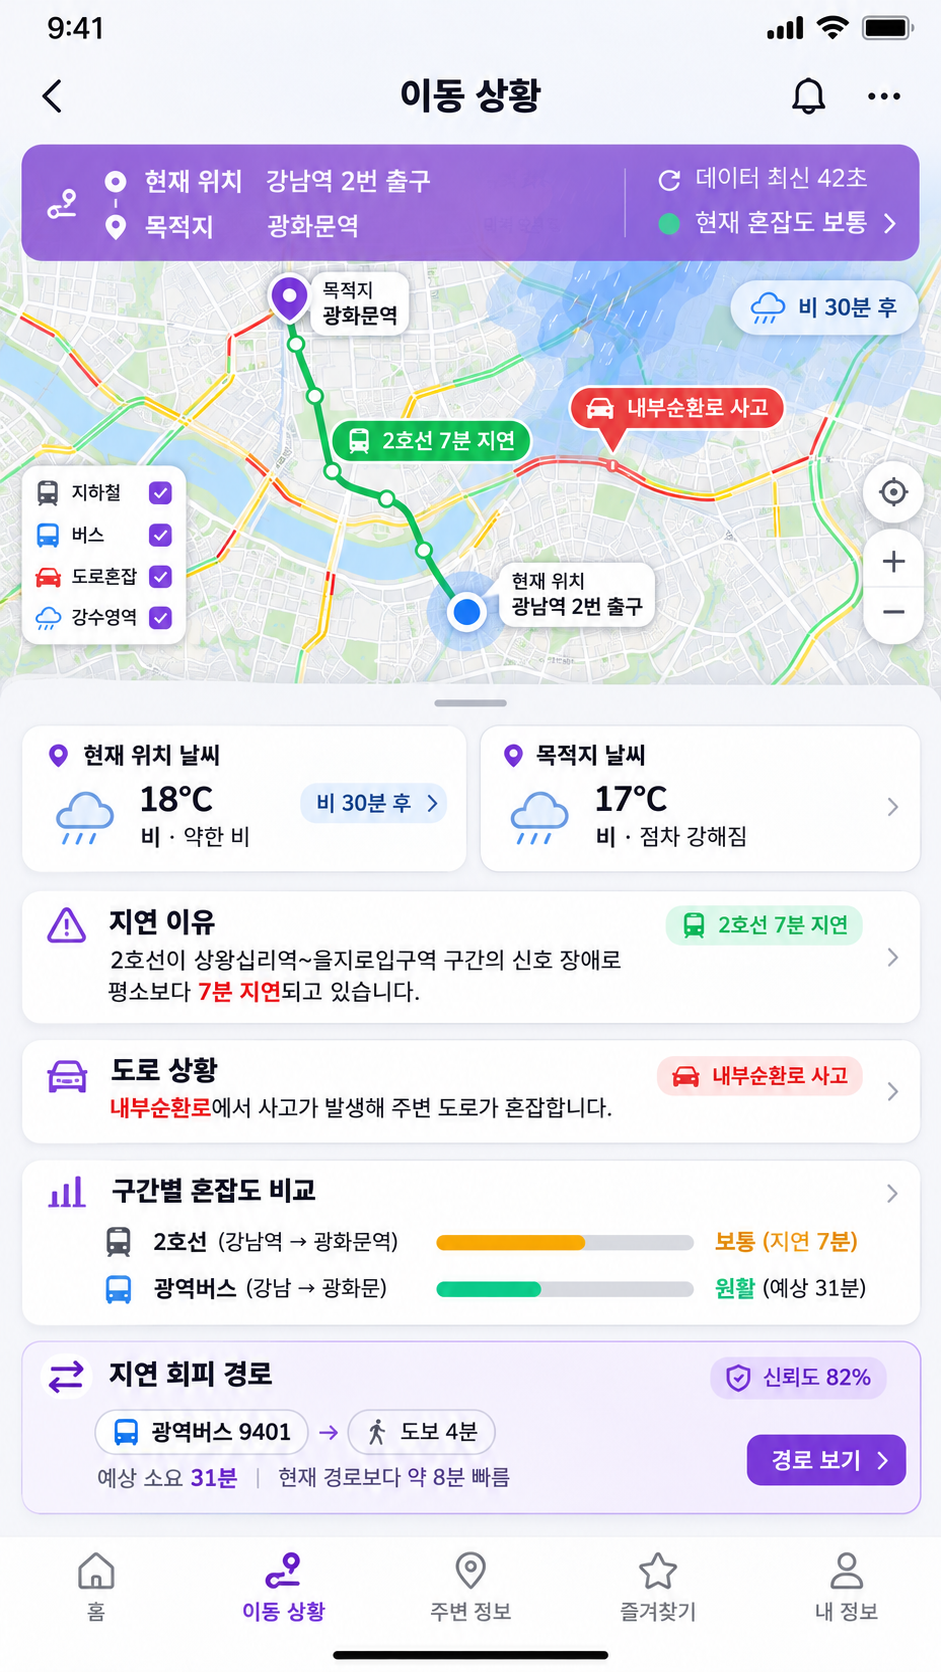 9:41
이동 상황
현재 위치 강남역 2번 출구
목적지 광화문역
데이터 최신 42초
현재 혼잡도 보통
목적지
광화문역
비 30분 후
내부순환로 사고
2호선 7분 지연
지하철
버스
도로혼잡
강수영역
현재 위치
광남역 2번 출구
현재 위치 날씨
18°C
비 · 약한 비
비 30분 후
목적지 날씨
17°C
비 · 점차 강해짐
지연 이유
2호선 7분 지연
2호선이 상왕십리역~을지로입구역 구간의 신호 장애로
평소보다 7분 지연되고 있습니다.
도로 상황
내부순환로 사고
내부순환로에서 사고가 발생해 주변 도로가 혼잡합니다.
구간별 혼잡도 비교
2호선 (강남역 → 광화문역) 보통 (지연 7분)
광역버스 (강남 → 광화문) 원활 (예상 31분)
지연 회피 경로
신뢰도 82%
광역버스 9401 → 도보 4분
예상 소요 31분 | 현재 경로보다 약 8분 빠름
경로 보기
홈
이동 상황
주변 정보
즐겨찾기
내 정보